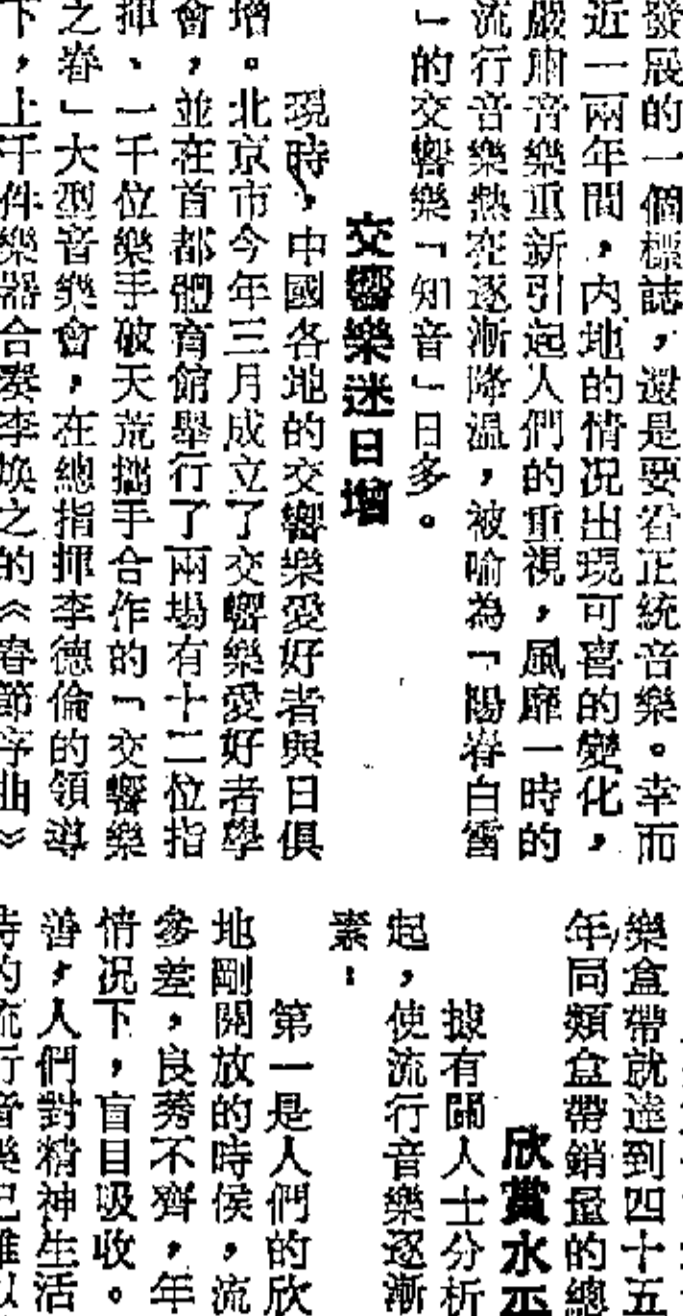 發展的一個標誌，還是要看正統音樂。幸而
近一兩年間，内地的情況出現可喜的變化，
嚴肅音樂重新引起人們的重視，風靡一時的
流行音樂熱在逐漸降温，被喻為「陽春白雪
」的交響樂「知音」日多。
交響樂迷日增
現時，中國各地的交響樂愛好者與日俱
增。北京市今年三月成立了交響樂愛好者學
會，並在首都體育館舉行了兩場有十二位指
揮、一千位樂手破天荒攜手合作的「交響樂
之春」大型音樂會，在總指揮李德倫的領導
下，上千件樂器合奏李煥之的《春節序曲》
樂盒帶就達到四十五
年同類盒帶銷量的總
欣賞水平
據有關人士分析
起，使流行音樂逐漸
素：
第一是人們的欣
地剛開放的時侯，流
參差，良莠不齊，年
情況下，盲目吸收。
善，人們對精神生活
時的流行音樂已難以